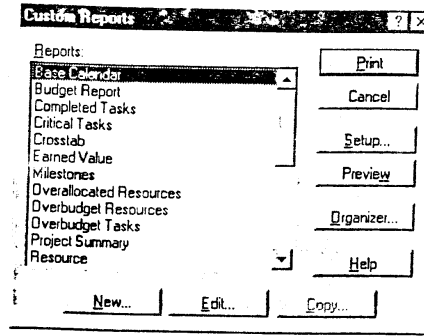 Custom Reports
Reports:
Base Calendar
Budget Report
Completed Tasks
Critical Tasks
Crosstab
Earned Value
Milestones
Overallocated Resources
Overbudget Resources
Overbudget Tasks
Project Summary
Resource
Print
Cancel
Setup...
Preview
Organizer...
Help
New...
Edit...
Copy...